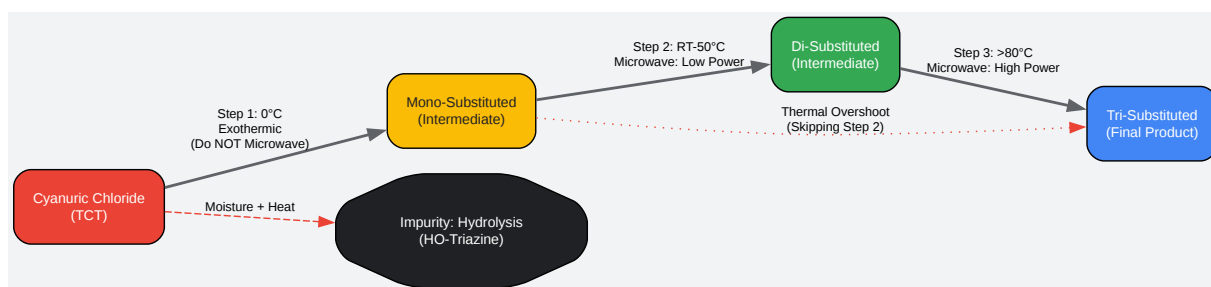 Cyanuric Chloride
(TCT)
Step 1: 0°C
Exothermic
(Do NOT Microwave)
Moisture + Heat
Mono-Substituted
(Intermediate)
Impurity: Hydrolysis
(HO-Triazine)
Step 2: RT-50°C
Microwave: Low Power
Thermal Overshoot
(Skipping Step 2)
Di-Substituted
(Intermediate)
Step 3: >80°C
Microwave: High Power
Tri-Substituted
(Final Product)